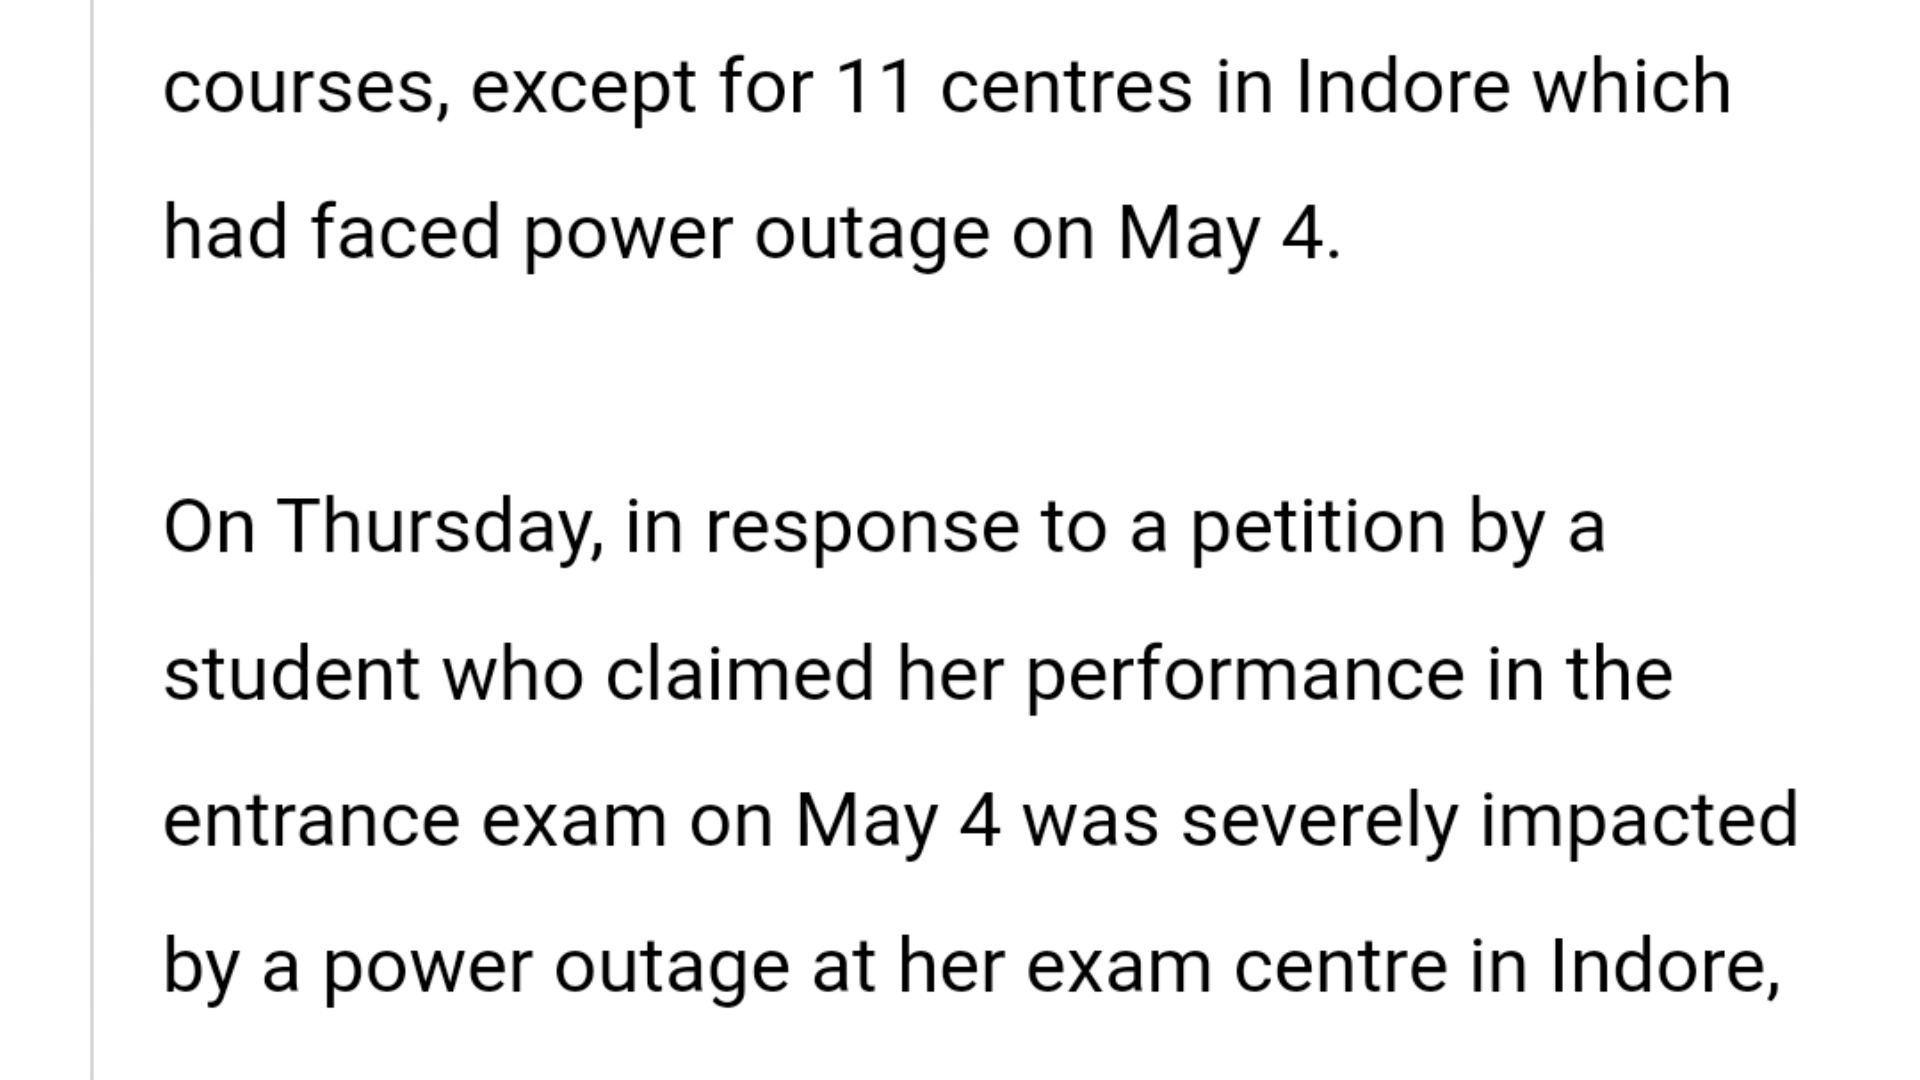 courses, except for 11 centres in Indore which
had faced power outage on May 4.
On Thursday, in response to a petition by a
student who claimed her performance in the
entrance exam on May 4 was severely impacted
by a power outage at her exam centre in Indore,